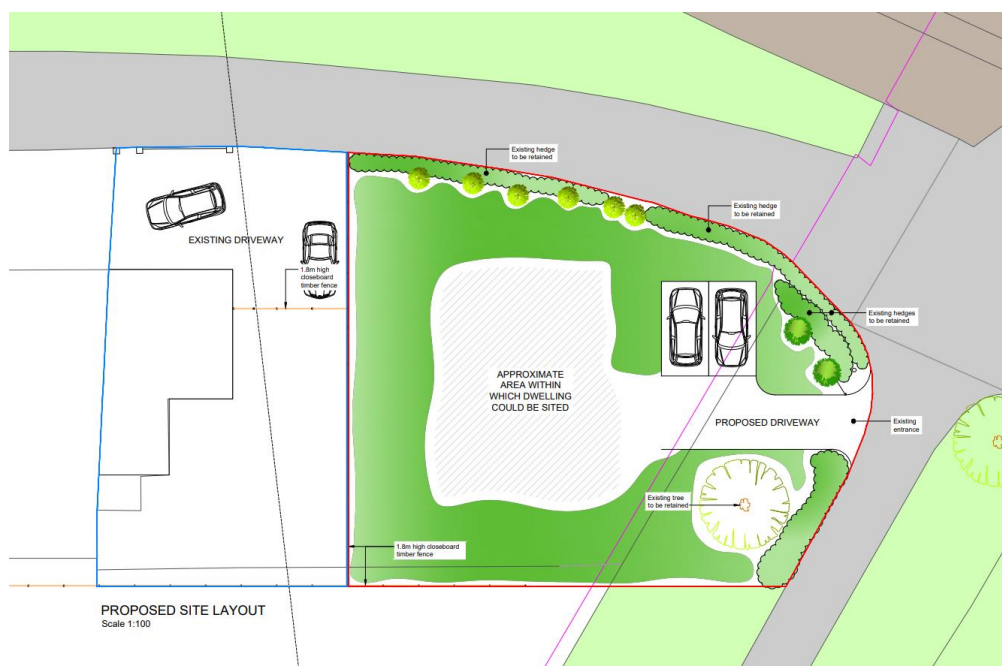 Existing hedge
to be retained
Existing hedge
to be retained
EXISTING DRIVEWAY
1.8m high
closeboard
timber fence
Existing hedges
to be retained
APPROXIMATE
AREA WITHIN
WHICH DWELLING
COULD BE SITED
PROPOSED DRIVEWAY
Existing
entrance
Existing tree
to be retained
1.8m high closeboard
timber fence
PROPOSED SITE LAYOUT
Scale 1:100